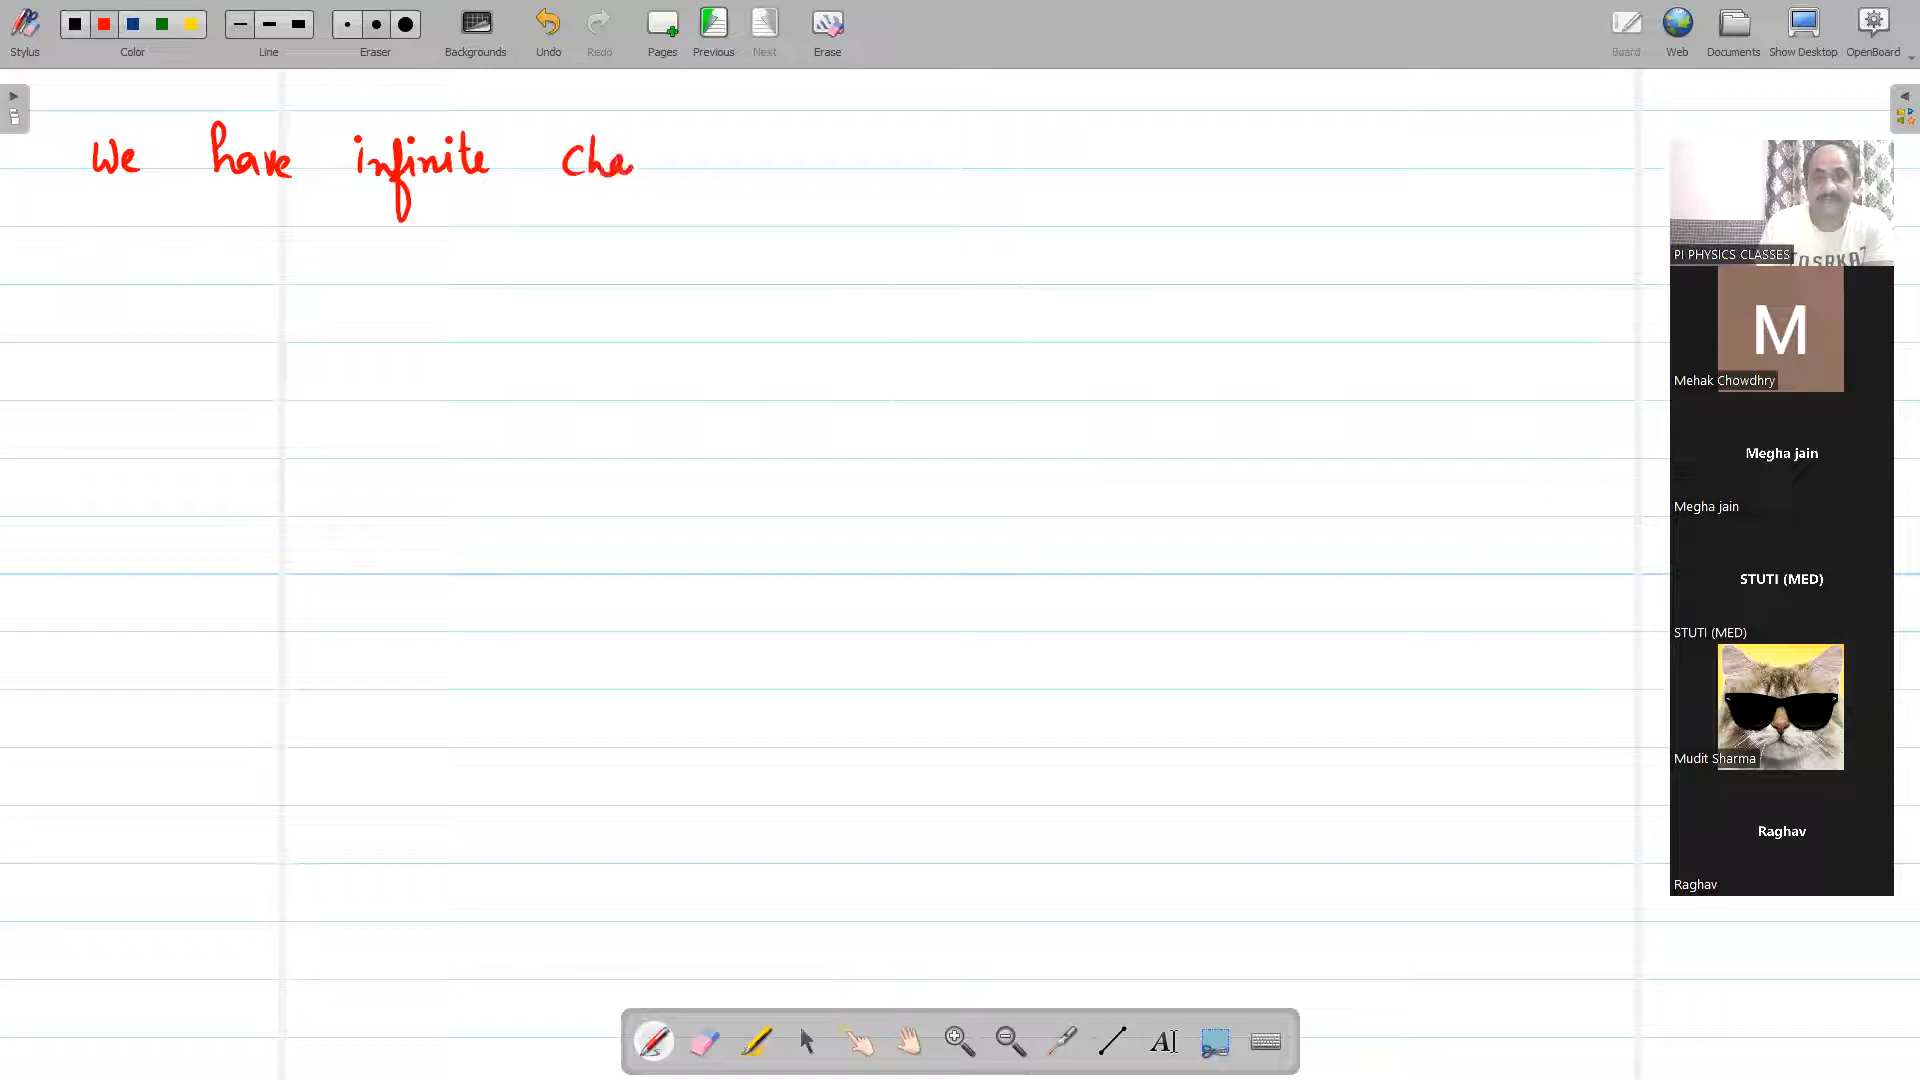 Stylus
Color
Line
Eraser
Backgrounds
Undo
Redo
Pages
Previous
Next
Erase
Board
Web
Documents
Show Desktop
OpenBoard
We have infinite cha
PI PHYSICS CLASSES
TOSAKA
M
Mehak Chowdhry
Megha jain
Megha jain
STUTI (MED)
STUTI (MED)
Mudit Sharma
Raghav
Raghav
A